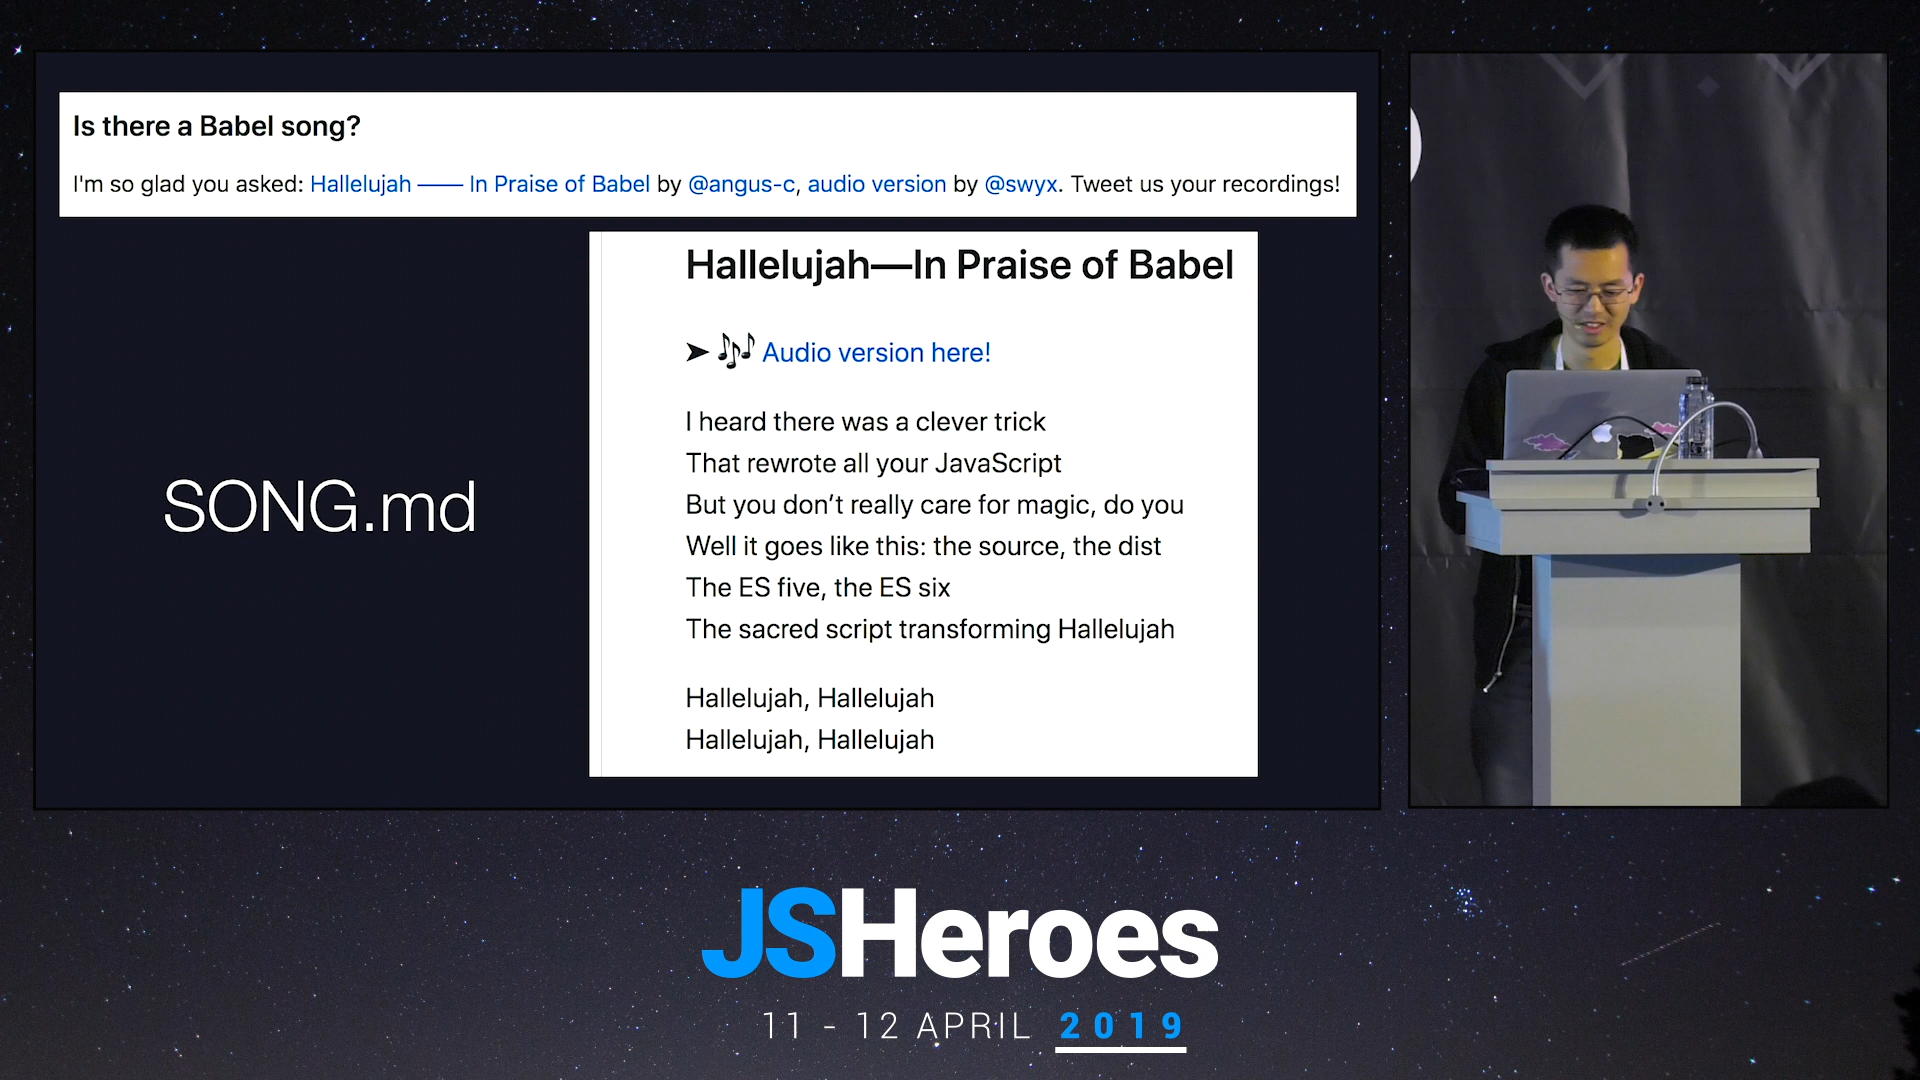 Is there a Babel song?
I'm so glad you asked: Hallelujah —— In Praise of Babel by @angus-c, audio version by @swyx. Tweet us your recordings!
SONG.md
Hallelujah—In Praise of Babel
➤ 🎶 Audio version here!
I heard there was a clever trick
That rewrote all your JavaScript
But you don’t really care for magic, do you
Well it goes like this: the source, the dist
The ES five, the ES six
The sacred script transforming Hallelujah
Hallelujah, Hallelujah
Hallelujah, Hallelujah
JSHeroes
11 - 12 APRIL 2019